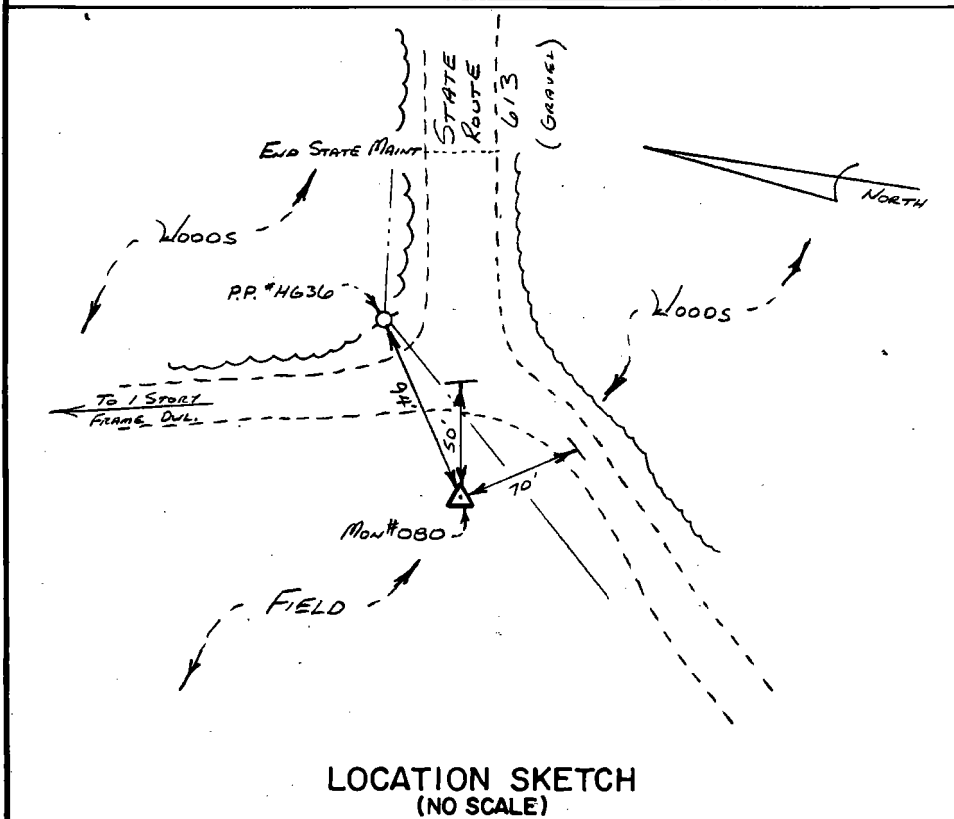 STATE
ROUTE
613
(GRAVEL)
END STATE MAINT
NORTH
WOODS
P.P. #HG36
WOODS
TO 1 STORY
FRAME DWL.
94'
50'
70'
MON#080
FIELD
LOCATION SKETCH
(NO SCALE)